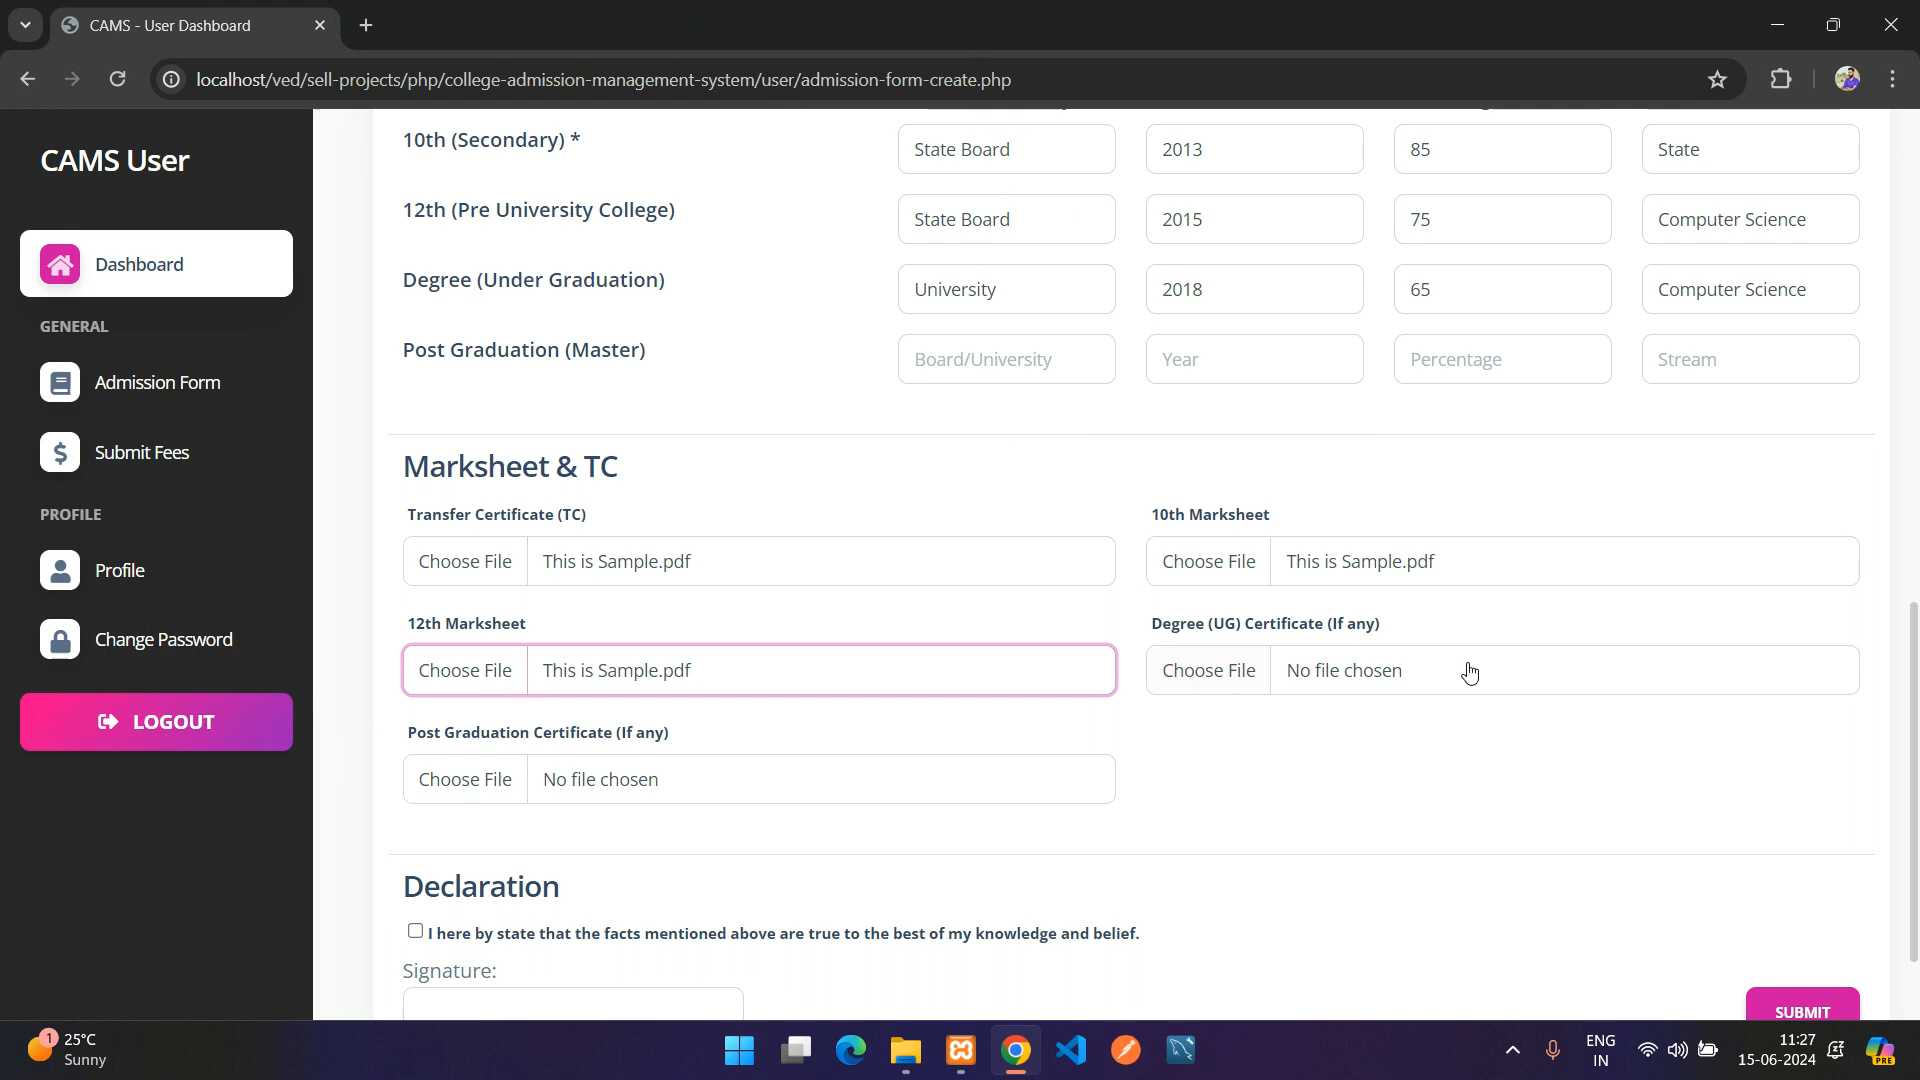 CAMS - User Dashboard
localhost/ved/sell-projects/php/college-admission-management-system/user/admission-form-create.php
CAMS User
Dashboard
GENERAL
Admission Form
Submit Fees
PROFILE
Profile
Change Password
LOGOUT
10th (Secondary) * State Board 2013 85 State
12th (Pre University College) State Board 2015 75 Computer Science
Degree (Under Graduation) University 2018 65 Computer Science
Post Graduation (Master) Board/University Year Percentage Stream
Marksheet & TC
Transfer Certificate (TC) 10th Marksheet
Choose File This is Sample.pdf Choose File This is Sample.pdf
12th Marksheet Degree (UG) Certificate (If any)
Choose File This is Sample.pdf Choose File No file chosen
Post Graduation Certificate (If any)
Choose File No file chosen
Declaration
I here by state that the facts mentioned above are true to the best of my knowledge and belief.
Signature:
SUBMIT
1 25°C
Sunny
ENG
IN
11:27
15-06-2024
PRE